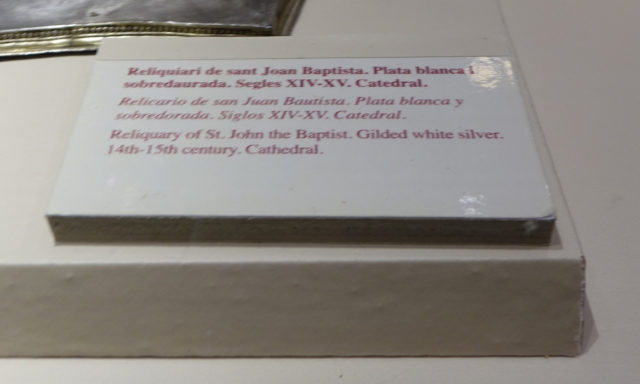 Reliquiari de sant Joan Baptista. Plata blanca i
sobredaurada. Segles XIV-XV. Catedral.
Relicario de san Juan Bautista. Plata blanca y
sobredorada. Siglos XIV-XV. Catedral.
Reliquary of St. John the Baptist. Gilded white silver.
14th-15th century. Cathedral.